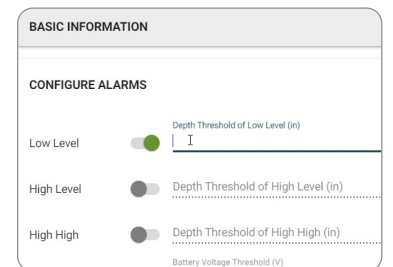 BASIC INFORMATION
CONFIGURE ALARMS
Depth Threshold of Low Level (in)
Low Level
High Level
Depth Threshold of High Level (in)
High High
Depth Threshold of High High (in)
Battery Voltage Threshold (V)